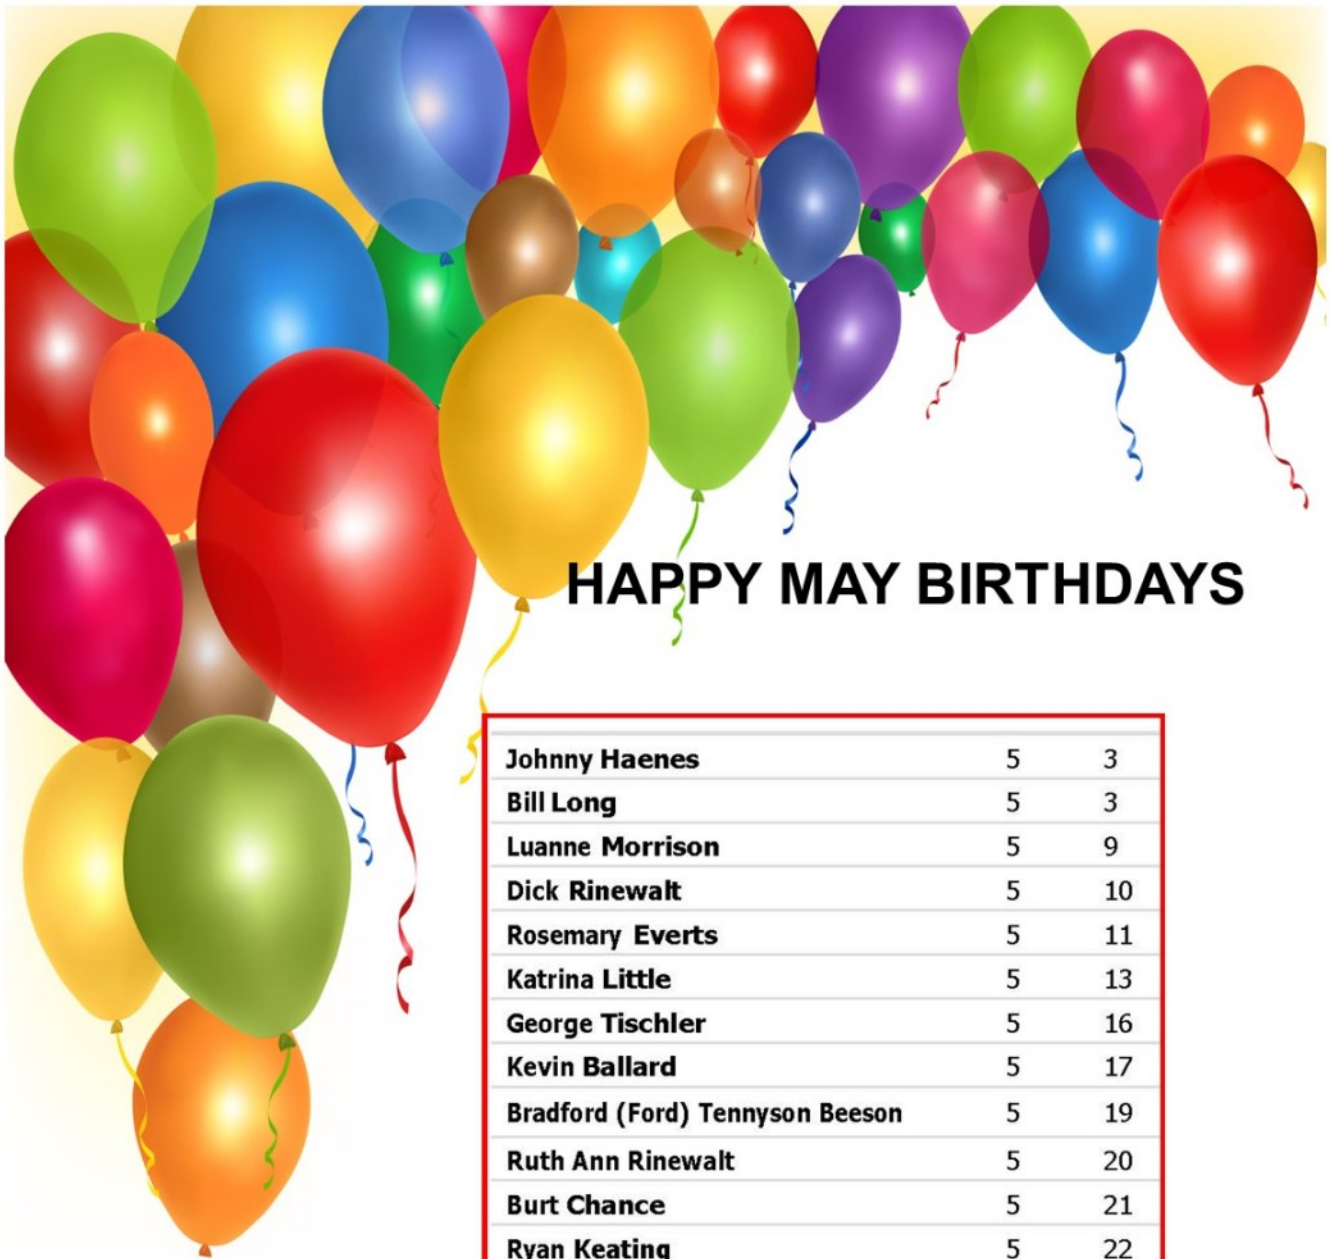 HAPPY MAY BIRTHDAYS
Johnny Haenes 5 3
Bill Long 5 3
Luanne Morrison 5 9
Dick Rinewalt 5 10
Rosemary Everts 5 11
Katrina Little 5 13
George Tischler 5 16
Kevin Ballard 5 17
Bradford (Ford) Tennyson Beeson 5 19
Ruth Ann Rinewalt 5 20
Burt Chance 5 21
Ryan Keating 5 22